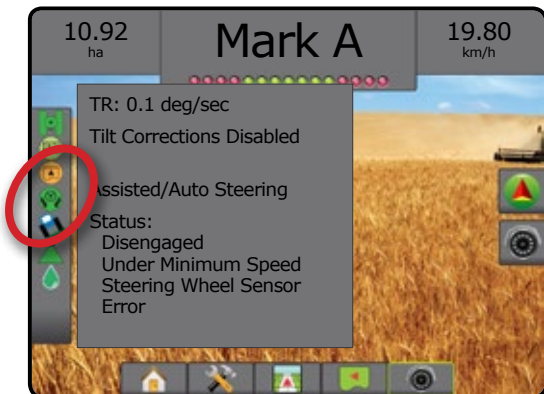 10.92
ha
Mark A
19.80
km/h
TR: 0.1 deg/sec
Tilt Corrections Disabled
Assisted/Auto Steering
Status:
Disengaged
Under Minimum Speed
Steering Wheel Sensor
Error